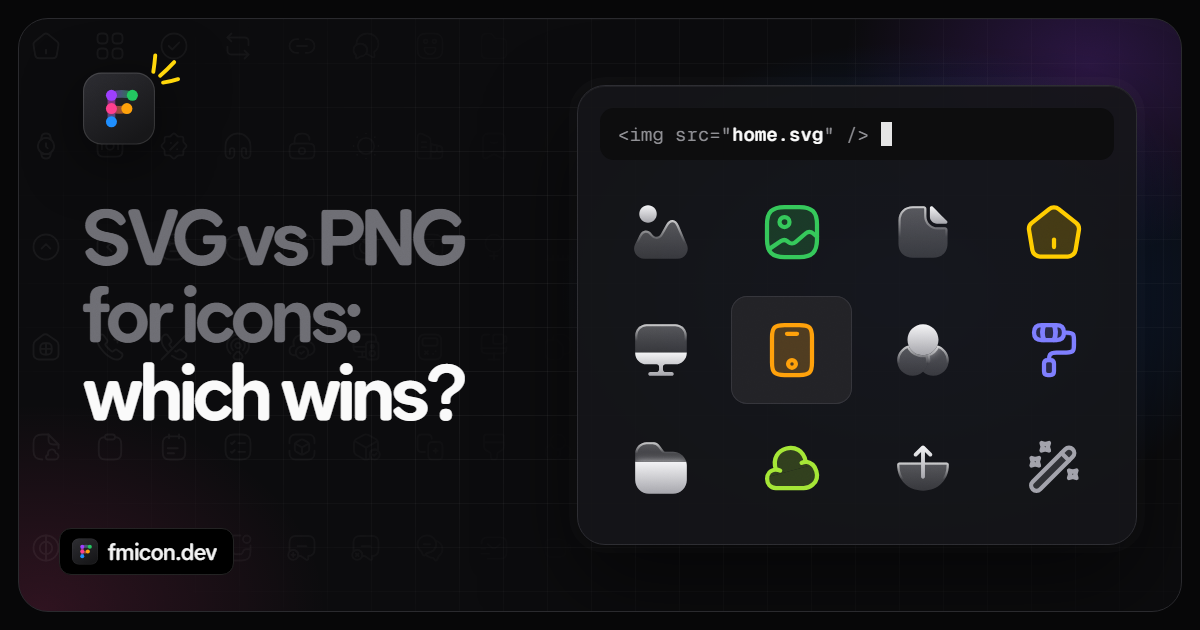 SVG vs PNG
for icons:
which wins?
fmicon.dev
<img src="home.svg" />